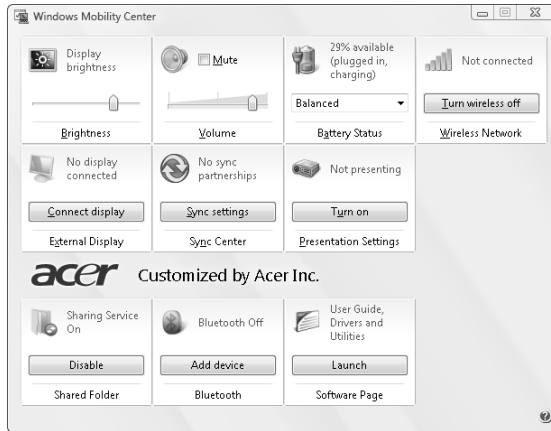 Windows Mobility Center
Display
brightness
Brightness
Mute
Volume
29% available
(plugged in,
charging)
Balanced
Battery Status
Not connected
Turn wireless off
Wireless Network
No display
connected
Connect display
External Display
No sync
partnerships
Sync settings
Sync Center
Not presenting
Turn on
Presentation Settings
acer Customized by Acer Inc.
Sharing Service
On
Disable
Shared Folder
Bluetooth Off
Add device
Bluetooth
User Guide,
Drivers and
Utilities
Launch
Software Page
?